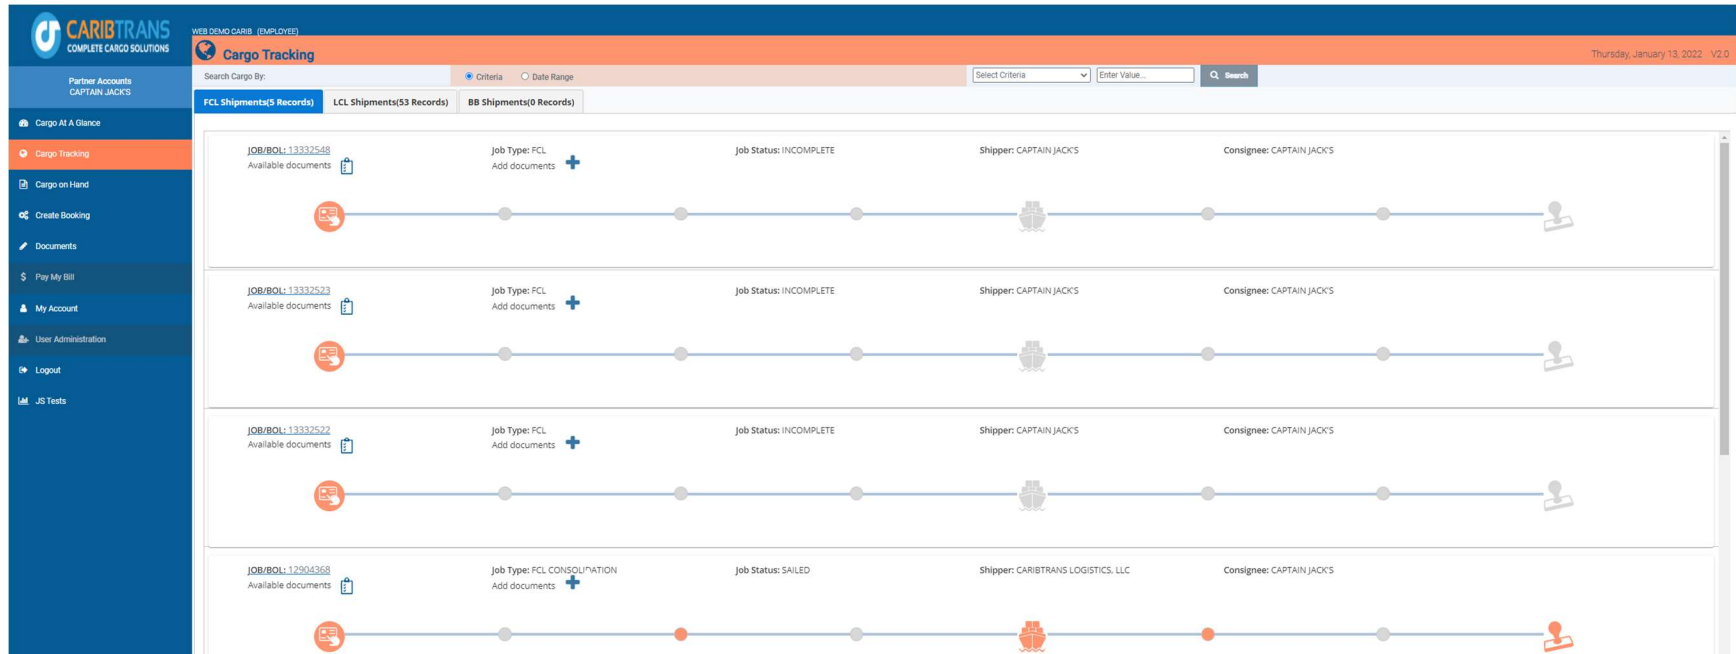 CARIBTRANS
COMPLETE CARGO SOLUTIONS
WEB DEMO CARIB (EMPLOYEE)
Cargo Tracking
Thursday, January 13, 2022 V2.0
Partner Accounts
CAPTAIN JACK'S
Search Cargo By:
Criteria
Date Range
Select Criteria
Enter Value...
Search
FCL Shipments(5 Records)
LCL Shipments(53 Records)
BB Shipments(0 Records)
Cargo At A Glance
Cargo Tracking
Cargo on Hand
Create Booking
Documents
Pay My Bill
My Account
User Administration
Logout
JS Tests
JOB/BOL: 13332548
Available documents
Job Type: FCL
Add documents
Job Status: INCOMPLETE
Shipper: CAPTAIN JACK'S
Consignee: CAPTAIN JACK'S
JOB/BOL: 13332523
Available documents
Job Type: FCL
Add documents
Job Status: INCOMPLETE
Shipper: CAPTAIN JACK'S
Consignee: CAPTAIN JACK'S
JOB/BOL: 13332522
Available documents
Job Type: FCL
Add documents
Job Status: INCOMPLETE
Shipper: CAPTAIN JACK'S
Consignee: CAPTAIN JACK'S
JOB/BOL: 12904368
Available documents
Job Type: FCL CONSOLIDATION
Add documents
Job Status: SAILED
Shipper: CARIBTRANS LOGISTICS, LLC
Consignee: CAPTAIN JACK'S